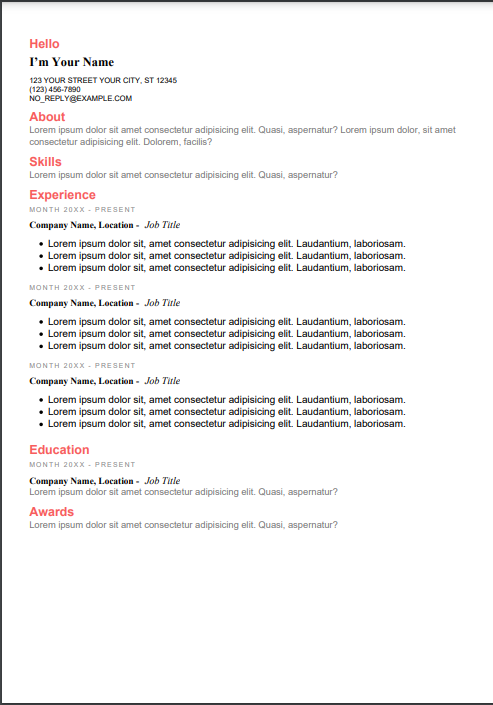 Hello
I'm Your Name
123 YOUR STREET YOUR CITY, ST 12345
(123) 456-7890
NO_REPLY@EXAMPLE.COM
About
Lorem ipsum dolor sit amet consectetur adipisicing elit. Quasi, aspernatur? Lorem ipsum dolor, sit amet
consectetur adipisicing elit. Dolorem, facilis?
Skills
Lorem ipsum dolor sit amet consectetur adipisicing elit. Quasi, aspernatur?
Experience
MONTH 20XX - PRESENT
Company Name, Location - Job Title
• Lorem ipsum dolor sit, amet consectetur adipisicing elit. Laudantium, laboriosam.
• Lorem ipsum dolor sit, amet consectetur adipisicing elit. Laudantium, laboriosam.
• Lorem ipsum dolor sit, amet consectetur adipisicing elit. Laudantium, laboriosam.
MONTH 20XX - PRESENT
Company Name, Location - Job Title
• Lorem ipsum dolor sit, amet consectetur adipisicing elit. Laudantium, laboriosam.
• Lorem ipsum dolor sit, amet consectetur adipisicing elit. Laudantium, laboriosam.
• Lorem ipsum dolor sit, amet consectetur adipisicing elit. Laudantium, laboriosam.
MONTH 20XX - PRESENT
Company Name, Location - Job Title
• Lorem ipsum dolor sit, amet consectetur adipisicing elit. Laudantium, laboriosam.
• Lorem ipsum dolor sit, amet consectetur adipisicing elit. Laudantium, laboriosam.
• Lorem ipsum dolor sit, amet consectetur adipisicing elit. Laudantium, laboriosam.
Education
MONTH 20XX - PRESENT
Company Name, Location - Job Title
Lorem ipsum dolor sit amet consectetur adipisicing elit. Quasi, aspernatur?
Awards
Lorem ipsum dolor sit amet consectetur adipisicing elit. Quasi, aspernatur?